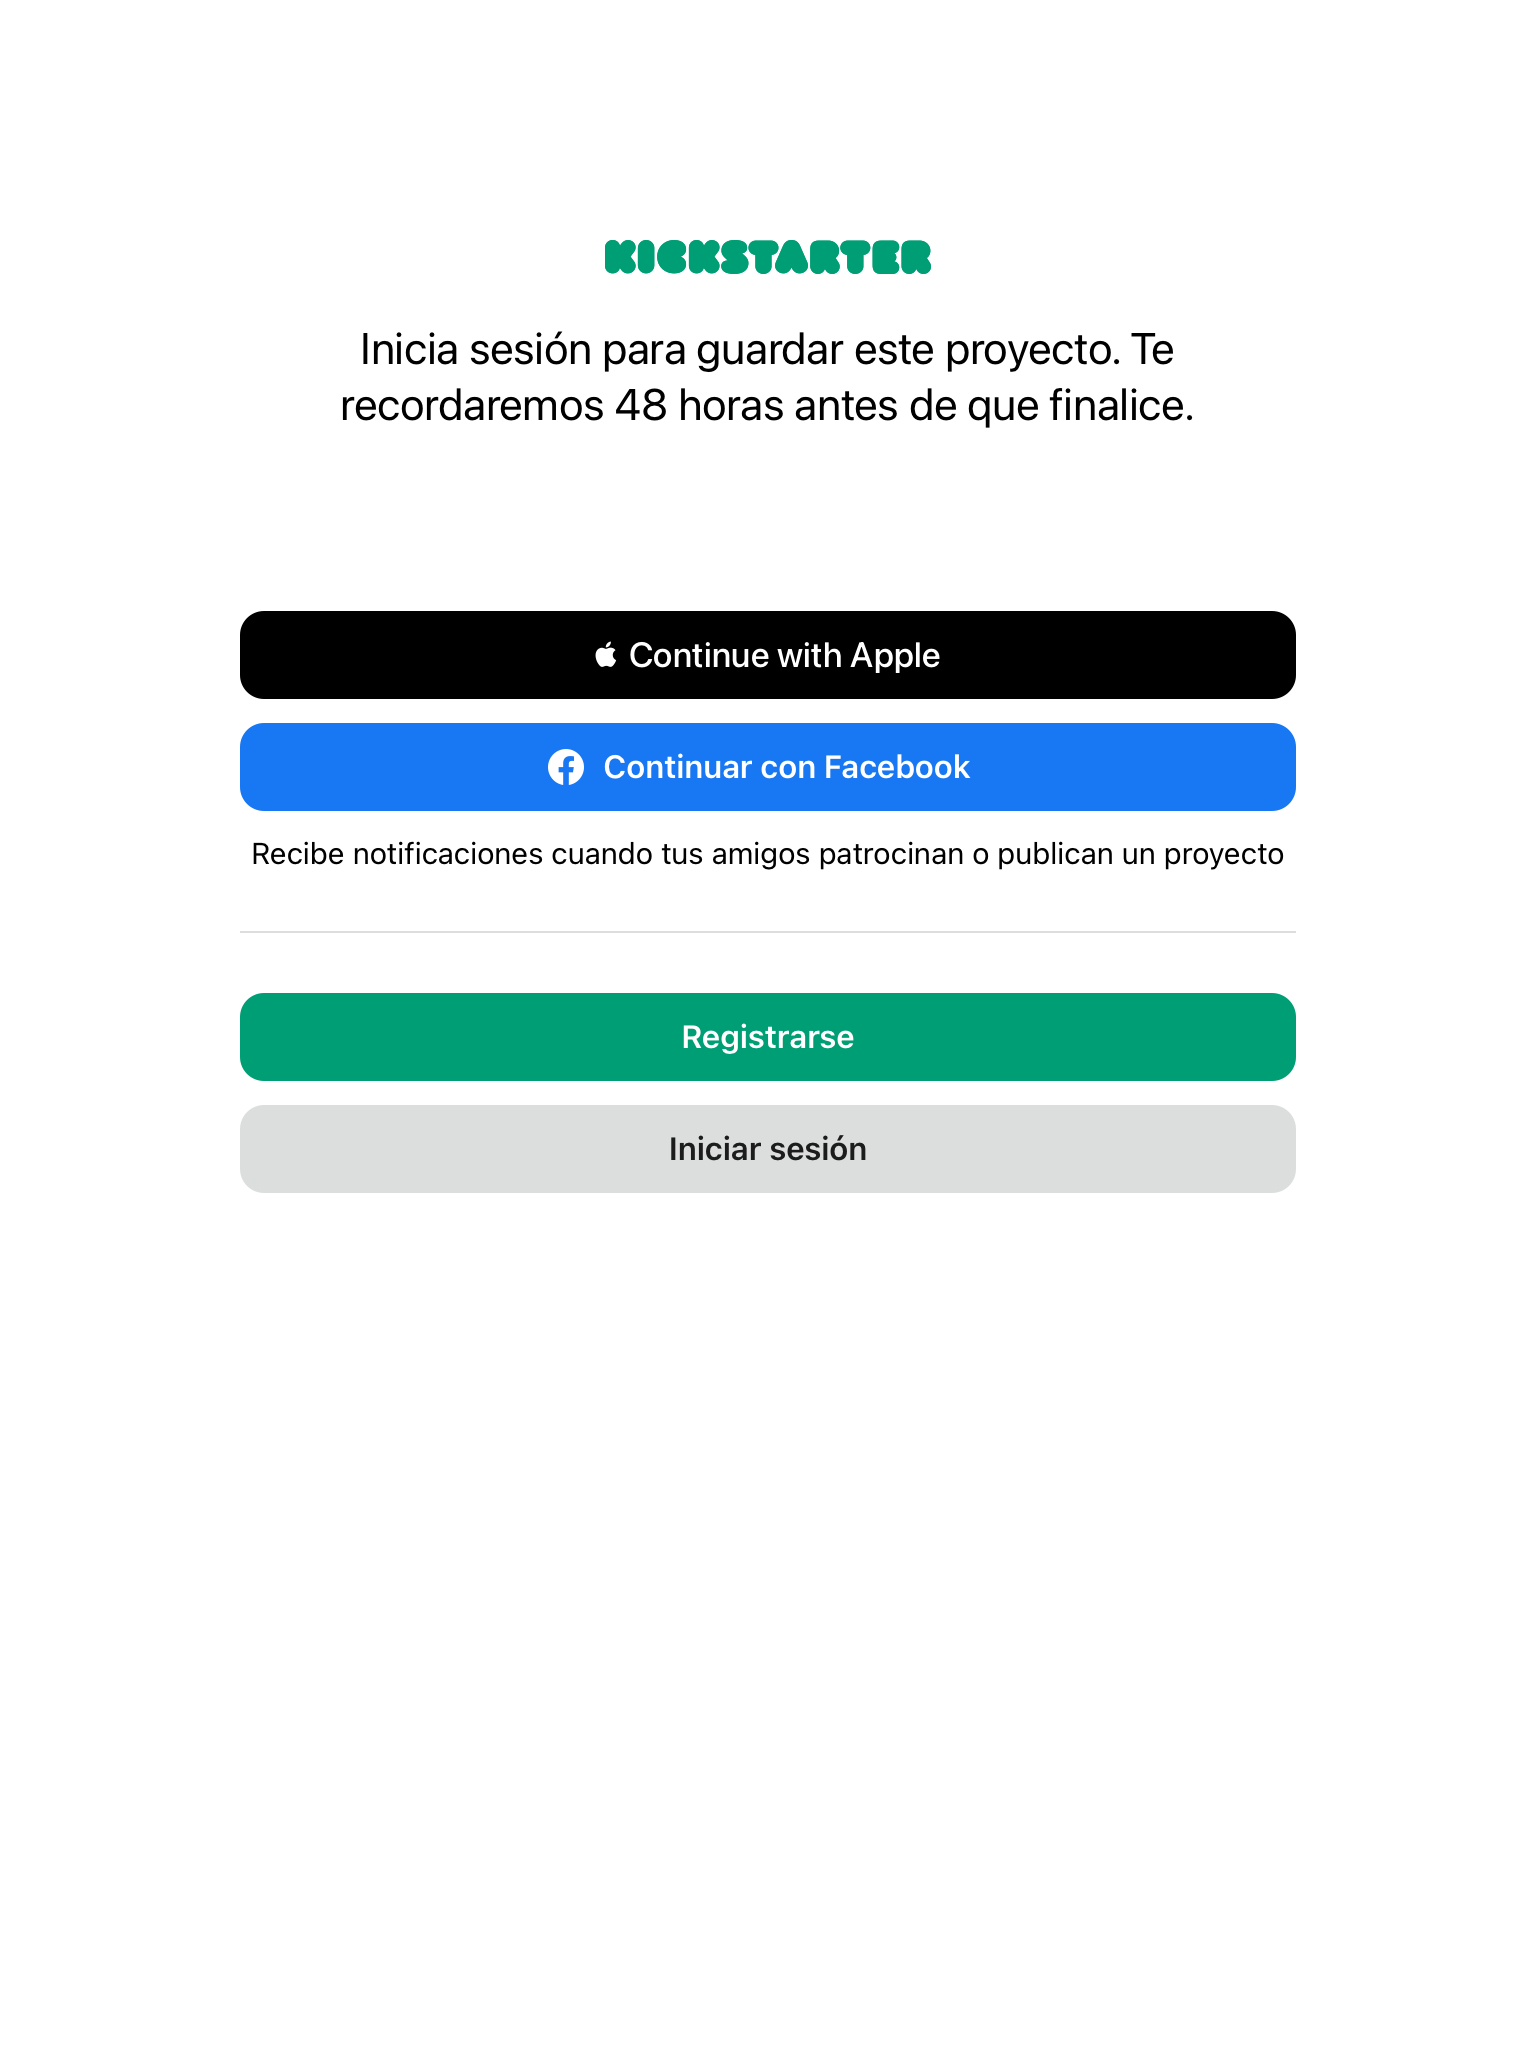 KICKSTARTER
Inicia sesión para guardar este proyecto. Te
recordaremos 48 horas antes de que finalice.
Continue with Apple
Continuar con Facebook
Recibe notificaciones cuando tus amigos patrocinan o publican un proyecto
Registrarse
Iniciar sesión